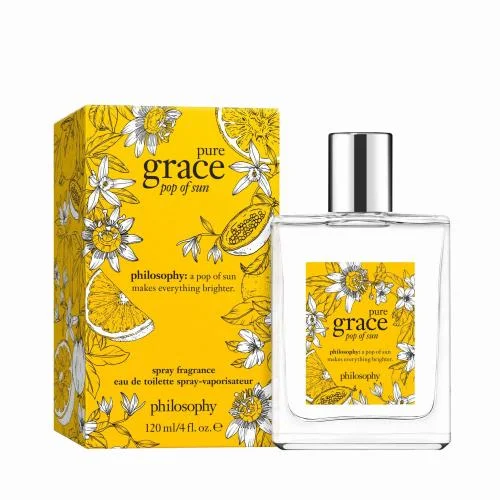 pure
grace
pop of sun
philosophy: a pop of sun
makes everything brighter.
spray fragrance
eau de toilette spray-vaporisateur
philosophy
120 ml/4 fl. oz. e
pure
grace
pop of sun
philosophy: a pop of sun
makes everything brighter.
philosophy